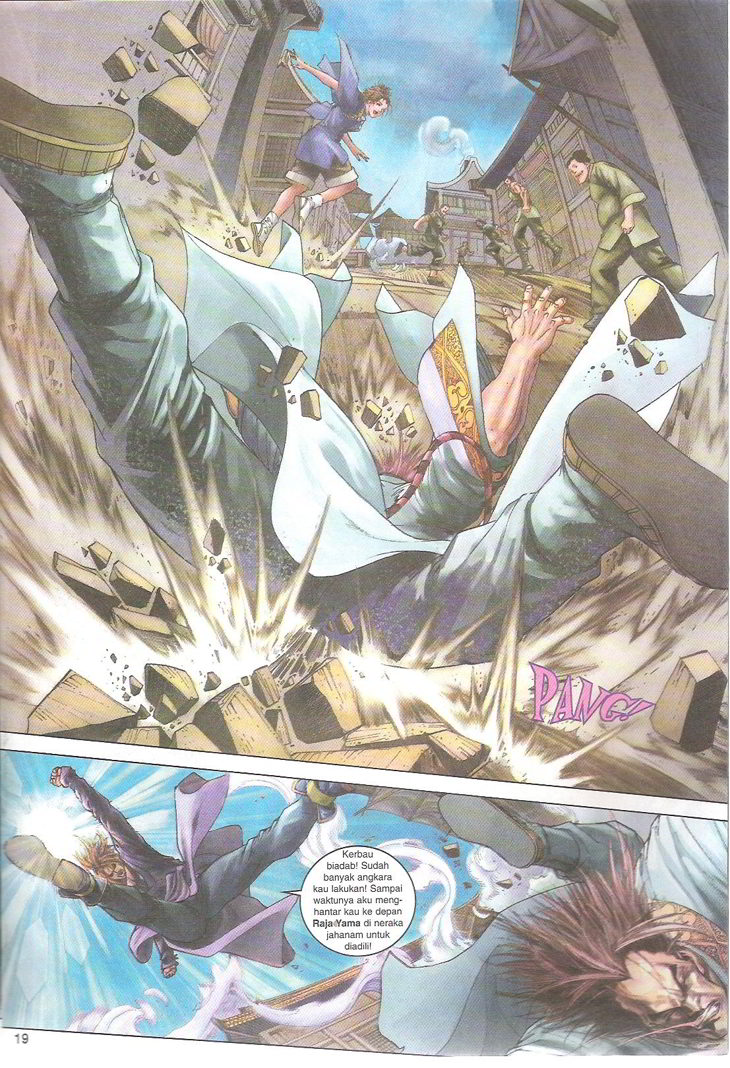 PANG!!
Kerbau
biadab! Sudah
banyak angkara
kau lakukan! Sampai
waktunya aku meng-
hantar kau ke depan
Raja Yama di neraka
jahanam untuk
diadili!
19